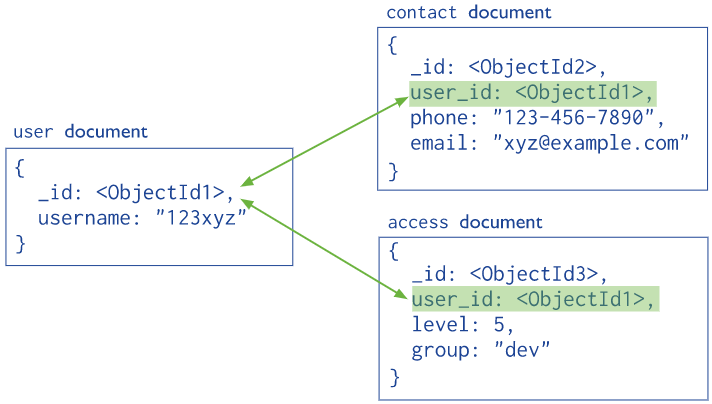 contact document
{
_id: <ObjectId2>,
user_id: <ObjectId1>,
phone: "123-456-7890",
email: "xyz@example.com"
}
user document
{
_id: <ObjectId1>,
username: "123xyz"
}
access document
{
_id: <ObjectId3>,
user_id: <ObjectId1>,
level: 5,
group: "dev"
}